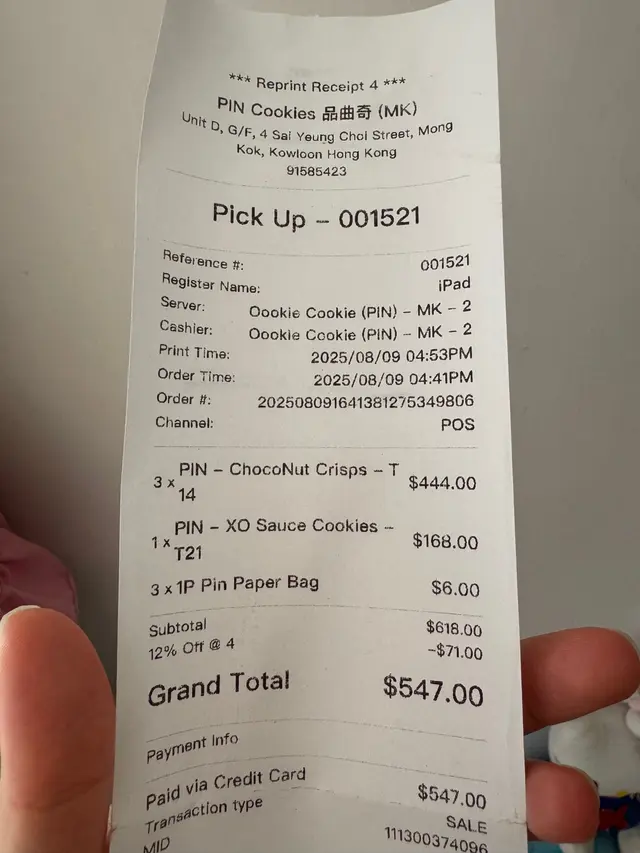 *** Reprint Receipt 4 ***
PIN Cookies 品曲奇 (MK)
Unit D, G/F, 4 Sai Yeung Choi Street, Mong
Kok, Kowloon Hong Kong
91585423
Pick Up - 001521
Reference #: 001521
Register Name: iPad
Server: Oookie Cookie (PIN) - MK - 2
Cashier: Oookie Cookie (PIN) - MK - 2
Print Time: 2025/08/09 04:53PM
Order Time: 2025/08/09 04:41PM
Order #: 202508091641381275349806
Channel: POS
3 x PIN - ChocoNut Crisps - T $444.00
14
1 x PIN - XO Sauce Cookies - $168.00
T21
3 x 1P Pin Paper Bag $6.00
Subtotal $618.00
12% Off @ 4 -$71.00
Grand Total $547.00
Payment Info
Paid via Credit Card $547.00
Transaction type SALE
MID 111300374096